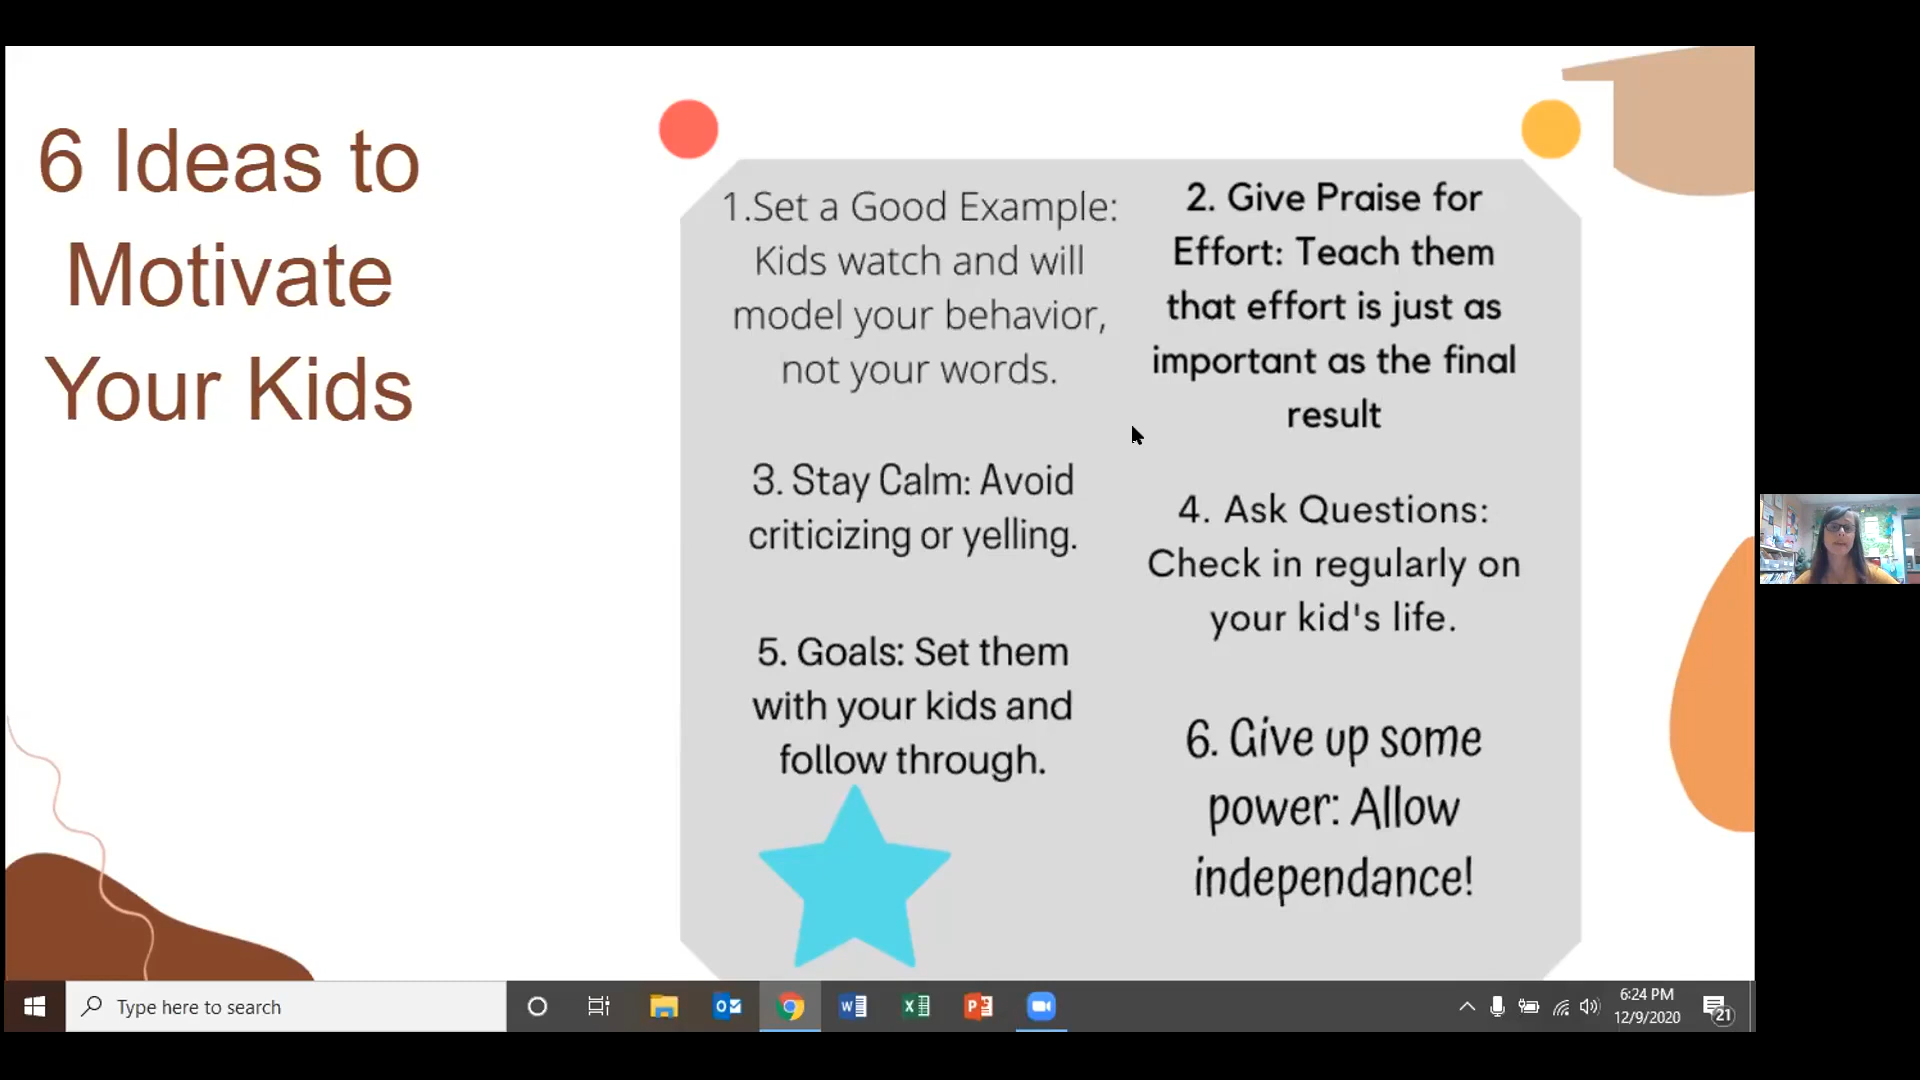 6 Ideas to
Motivate
Your Kids
1.Set a Good Example:
Kids watch and will
model your behavior,
not your words.
2. Give Praise for
Effort: Teach them
that effort is just as
important as the final
result
3. Stay Calm: Avoid
criticizing or yelling.
4. Ask Questions:
Check in regularly on
your kid's life.
5. Goals: Set them
with your kids and
follow through.
6. Give up some
power: Allow
independance!
Type here to search
6:24 PM
12/9/2020
21